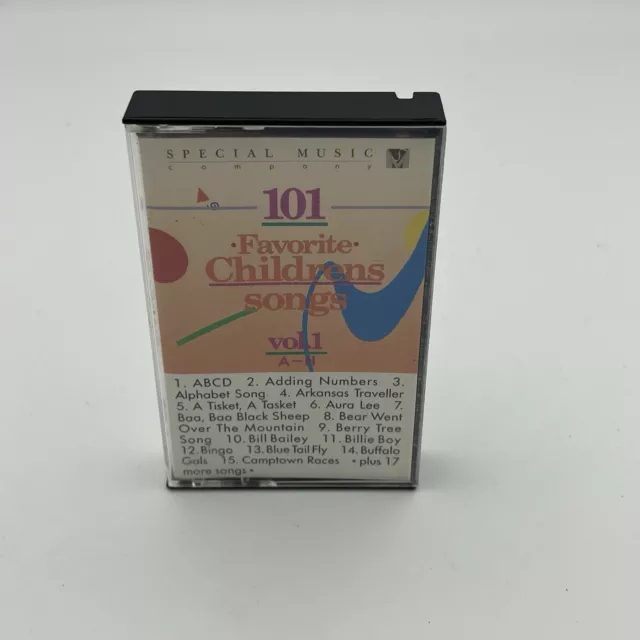 SPECIAL MUSIC
company
101
·Favorite·
Childrens
songs
vol.1
A–H
1. ABCD 2. Adding Numbers 3.
Alphabet Song 4. Arkansas Traveller
5. A Tisket, A Tasket 6. Aura Lee 7.
Baa, Baa Black Sheep 8. Bear Went
Over The Mountain 9. Berry Tree
Song 10. Bill Bailey 11. Billie Boy
12. Bingo 13. Blue Tail Fly 14. Buffalo
Gals 15. Camptown Races • plus 17
more songs •